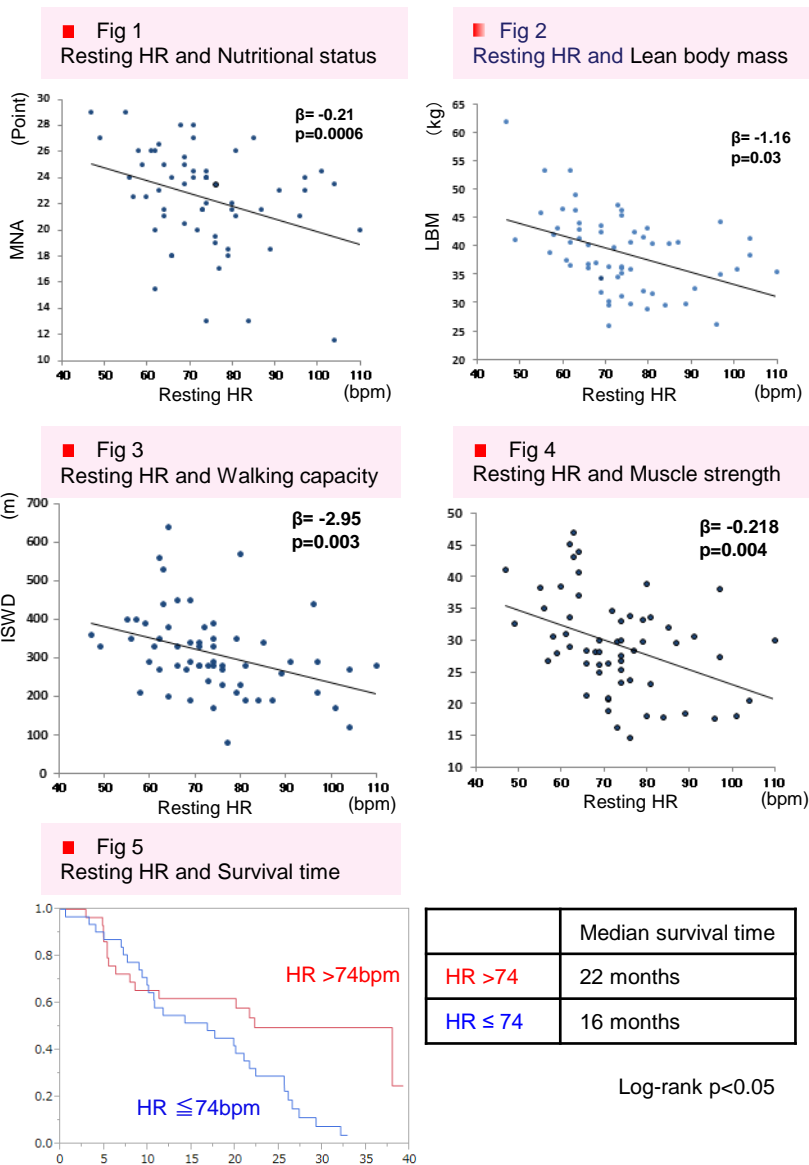 Fig 1
Resting HR and Nutritional status
Fig 2
Resting HR and Lean body mass
(Point)
MNA
30
28
26
24
22
20
18
16
14
12
10
β= -0.21
p=0.0006
40 50 60 70 80 90 100 110
Resting HR (bpm)
(kg)
LBM
65
60
55
50
45
40
35
30
25
20
β= -1.16
p=0.03
40 50 60 70 80 90 100 110
Resting HR (bpm)
Fig 3
Resting HR and Walking capacity
Fig 4
Resting HR and Muscle strength
(m)
ISWD
700
600
500
400
300
200
100
0
β= -2.95
p=0.003
40 50 60 70 80 90 100 110
Resting HR (bpm)
50
45
40
35
30
25
20
15
10
β= -0.218
p=0.004
40 50 60 70 80 90 100 110
Resting HR (bpm)
Fig 5
Resting HR and Survival time
1.0
0.8
0.6
0.4
0.2
0.0
HR >74bpm
HR ≦74bpm
0 5 10 15 20 25 30 35 40
Median survival time
HR >74 22 months
HR ≤ 74 16 months
Log-rank p<0.05